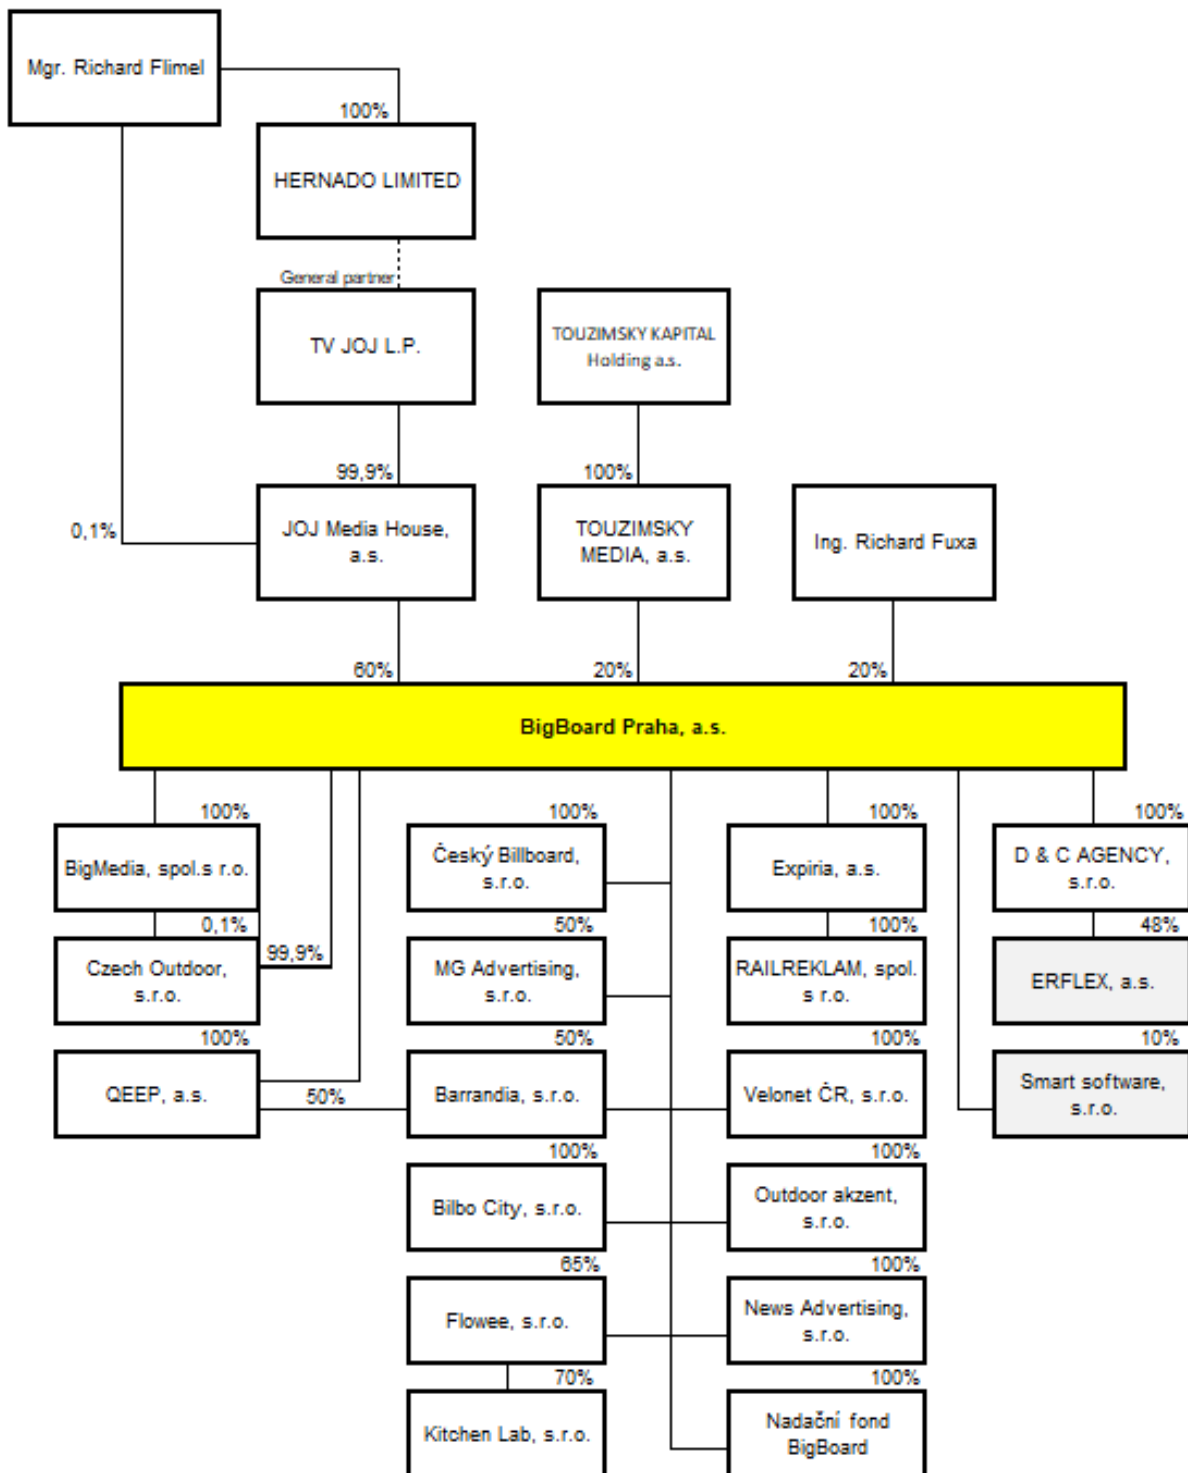 Mgr. Richard Flimel
100%
HERNADO LIMITED
General partner
TV JOJ L.P.
TOUZIMSKY KAPITAL
Holding a.s.
99,9%
100%
0,1%
JOJ Media House,
a.s.
TOUZIMSKY
MEDIA, a.s.
Ing. Richard Fuxa
60%
20%
20%
BigBoard Praha, a.s.
100%
100%
100%
100%
BigMedia, spol.s r.o.
Český Billboard,
s.r.o.
Expiria, a.s.
D & C AGENCY,
s.r.o.
0,1%
50%
100%
48%
99,9%
Czech Outdoor,
s.r.o.
MG Advertising,
s.r.o.
RAILREKLAM, spol.
s r.o.
ERFLEX, a.s.
100%
50%
100%
10%
QEEP, a.s.
50%
Barrandia, s.r.o.
Velonet ČR, s.r.o.
Smart software,
s.r.o.
100%
100%
Bilbo City, s.r.o.
Outdoor akzent,
s.r.o.
65%
100%
Flowee, s.r.o.
News Advertising,
s.r.o.
70%
100%
Kitchen Lab, s.r.o.
Nadační fond
BigBoard